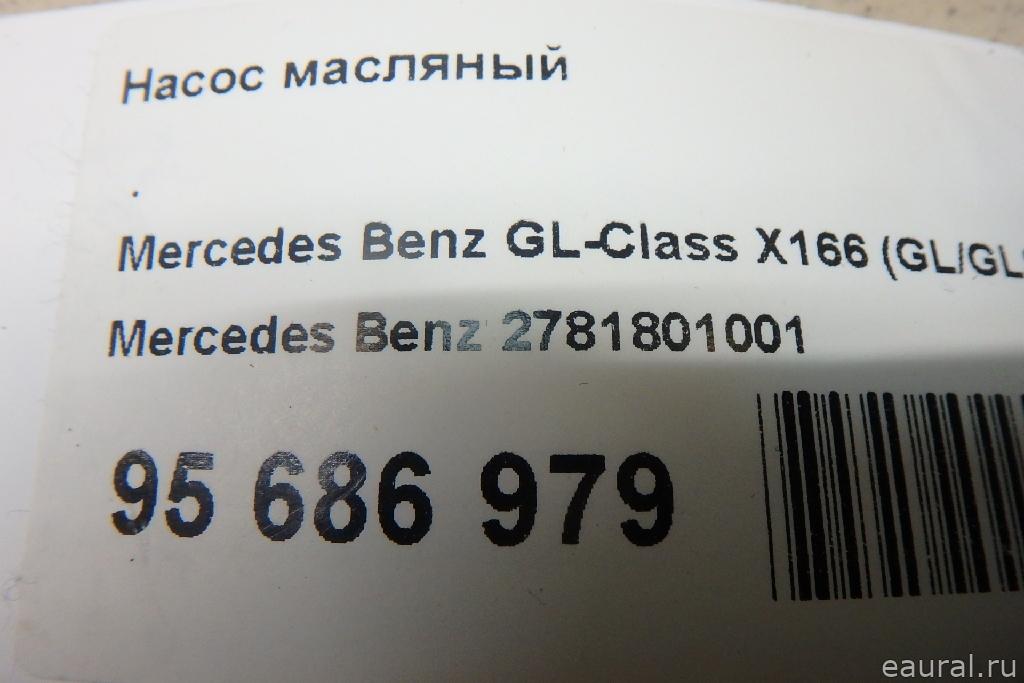 Насос масляный
.
Mercedes Benz GL-Class X166 (GL/GL
Mercedes Benz 2781801001
95 686 979
eaural.ru